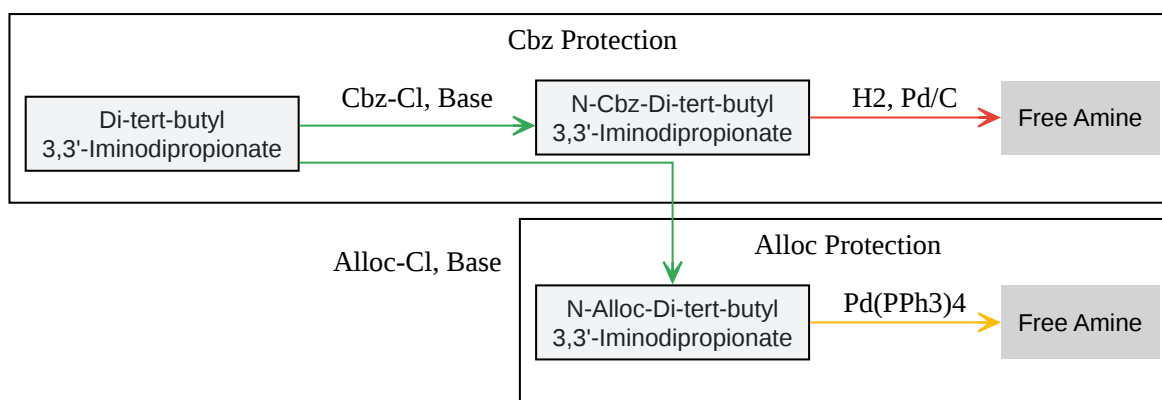 Cbz Protection
Di-tert-butyl
3,3'-Iminodipropionate
Cbz-Cl, Base
N-Cbz-Di-tert-butyl
3,3'-Iminodipropionate
H2, Pd/C
Free Amine
Alloc Protection
Alloc-Cl, Base
N-Alloc-Di-tert-butyl
3,3'-Iminodipropionate
Pd(PPh3)4
Free Amine